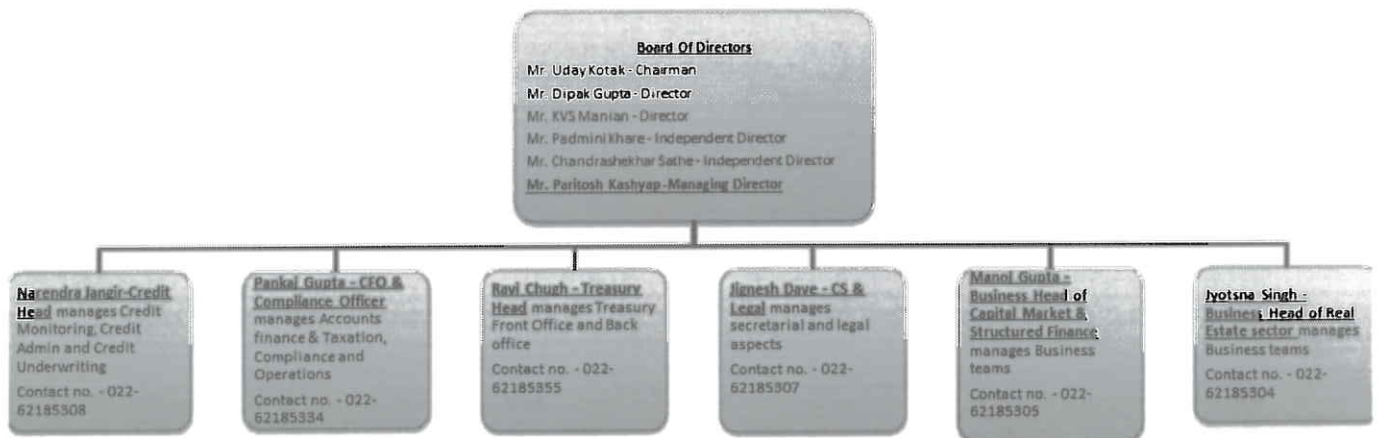 Board Of Directors
Mr. Uday Kotak - Chairman
Mr. Dipak Gupta - Director
Mr. KVS Manian - Director
Mr. Padmini Khare - Independent Director
Mr. Chandrashekhar Sathe - Independent Director
Mr. Paritosh Kashyap -Managing Director
Narendra Jangir-Credit
Head manages Credit
Monitoring, Credit
Admin and Credit
Underwriting
Contact no. - 022-
62185308
Pankaj Gupta - CFO &
Compliance Officer
manages Accounts
finance & Taxation,
Compliance and
Operations
Contact no. - 022-
62185334
Ravi Chugh - Treasury
Head manages Treasury
Front Office and Back
office
Contact no. - 022-
62185355
Jignesh Dave - CS &
Legal manages
secretarial and legal
aspects
Contact no. - 022-
62185307
Manoj Gupta -
Business Head of
Capital Market &
Structured Finance
manages Business
teams
Contact no. - 022-
62185305
Jyotsna Singh -
Business Head of Real
Estate sector manages
Business teams
Contact no. - 022-
62185304